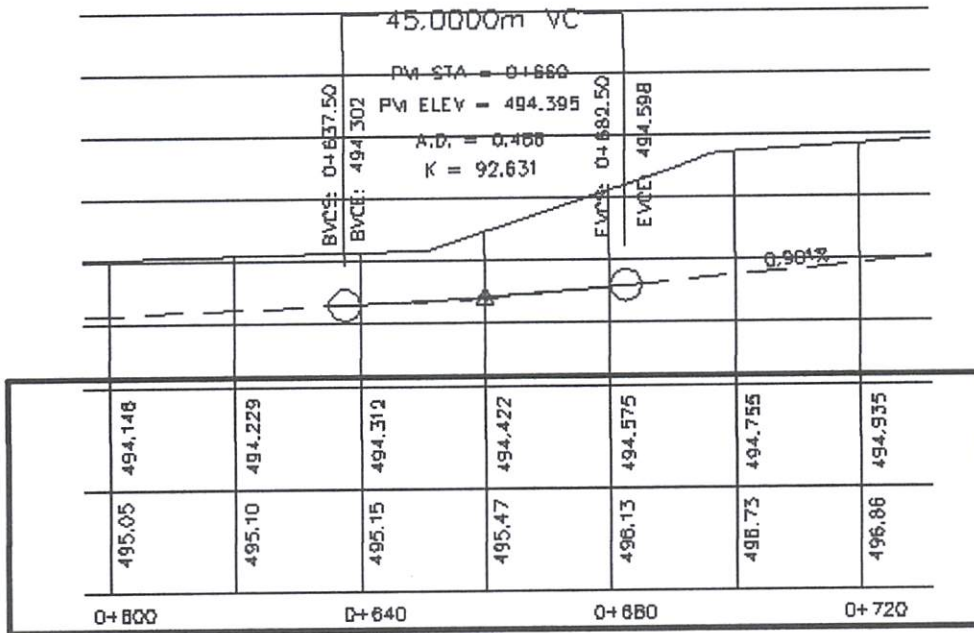 45.0000m VC
PVI STA = 0+660
PVI ELEV = 494.395
A.D. = 0.486
K = 92.631
BVCS: 0+637.50
BVCE: 494.302
EVCS: 0+682.50
EVCE: 494.598
0.901%
494.146 494.229 494.312 494.422 494.575 494.755 494.935
495.05 495.10 495.15 495.47 496.13 496.73 496.86
0+600 0+640 0+680 0+720